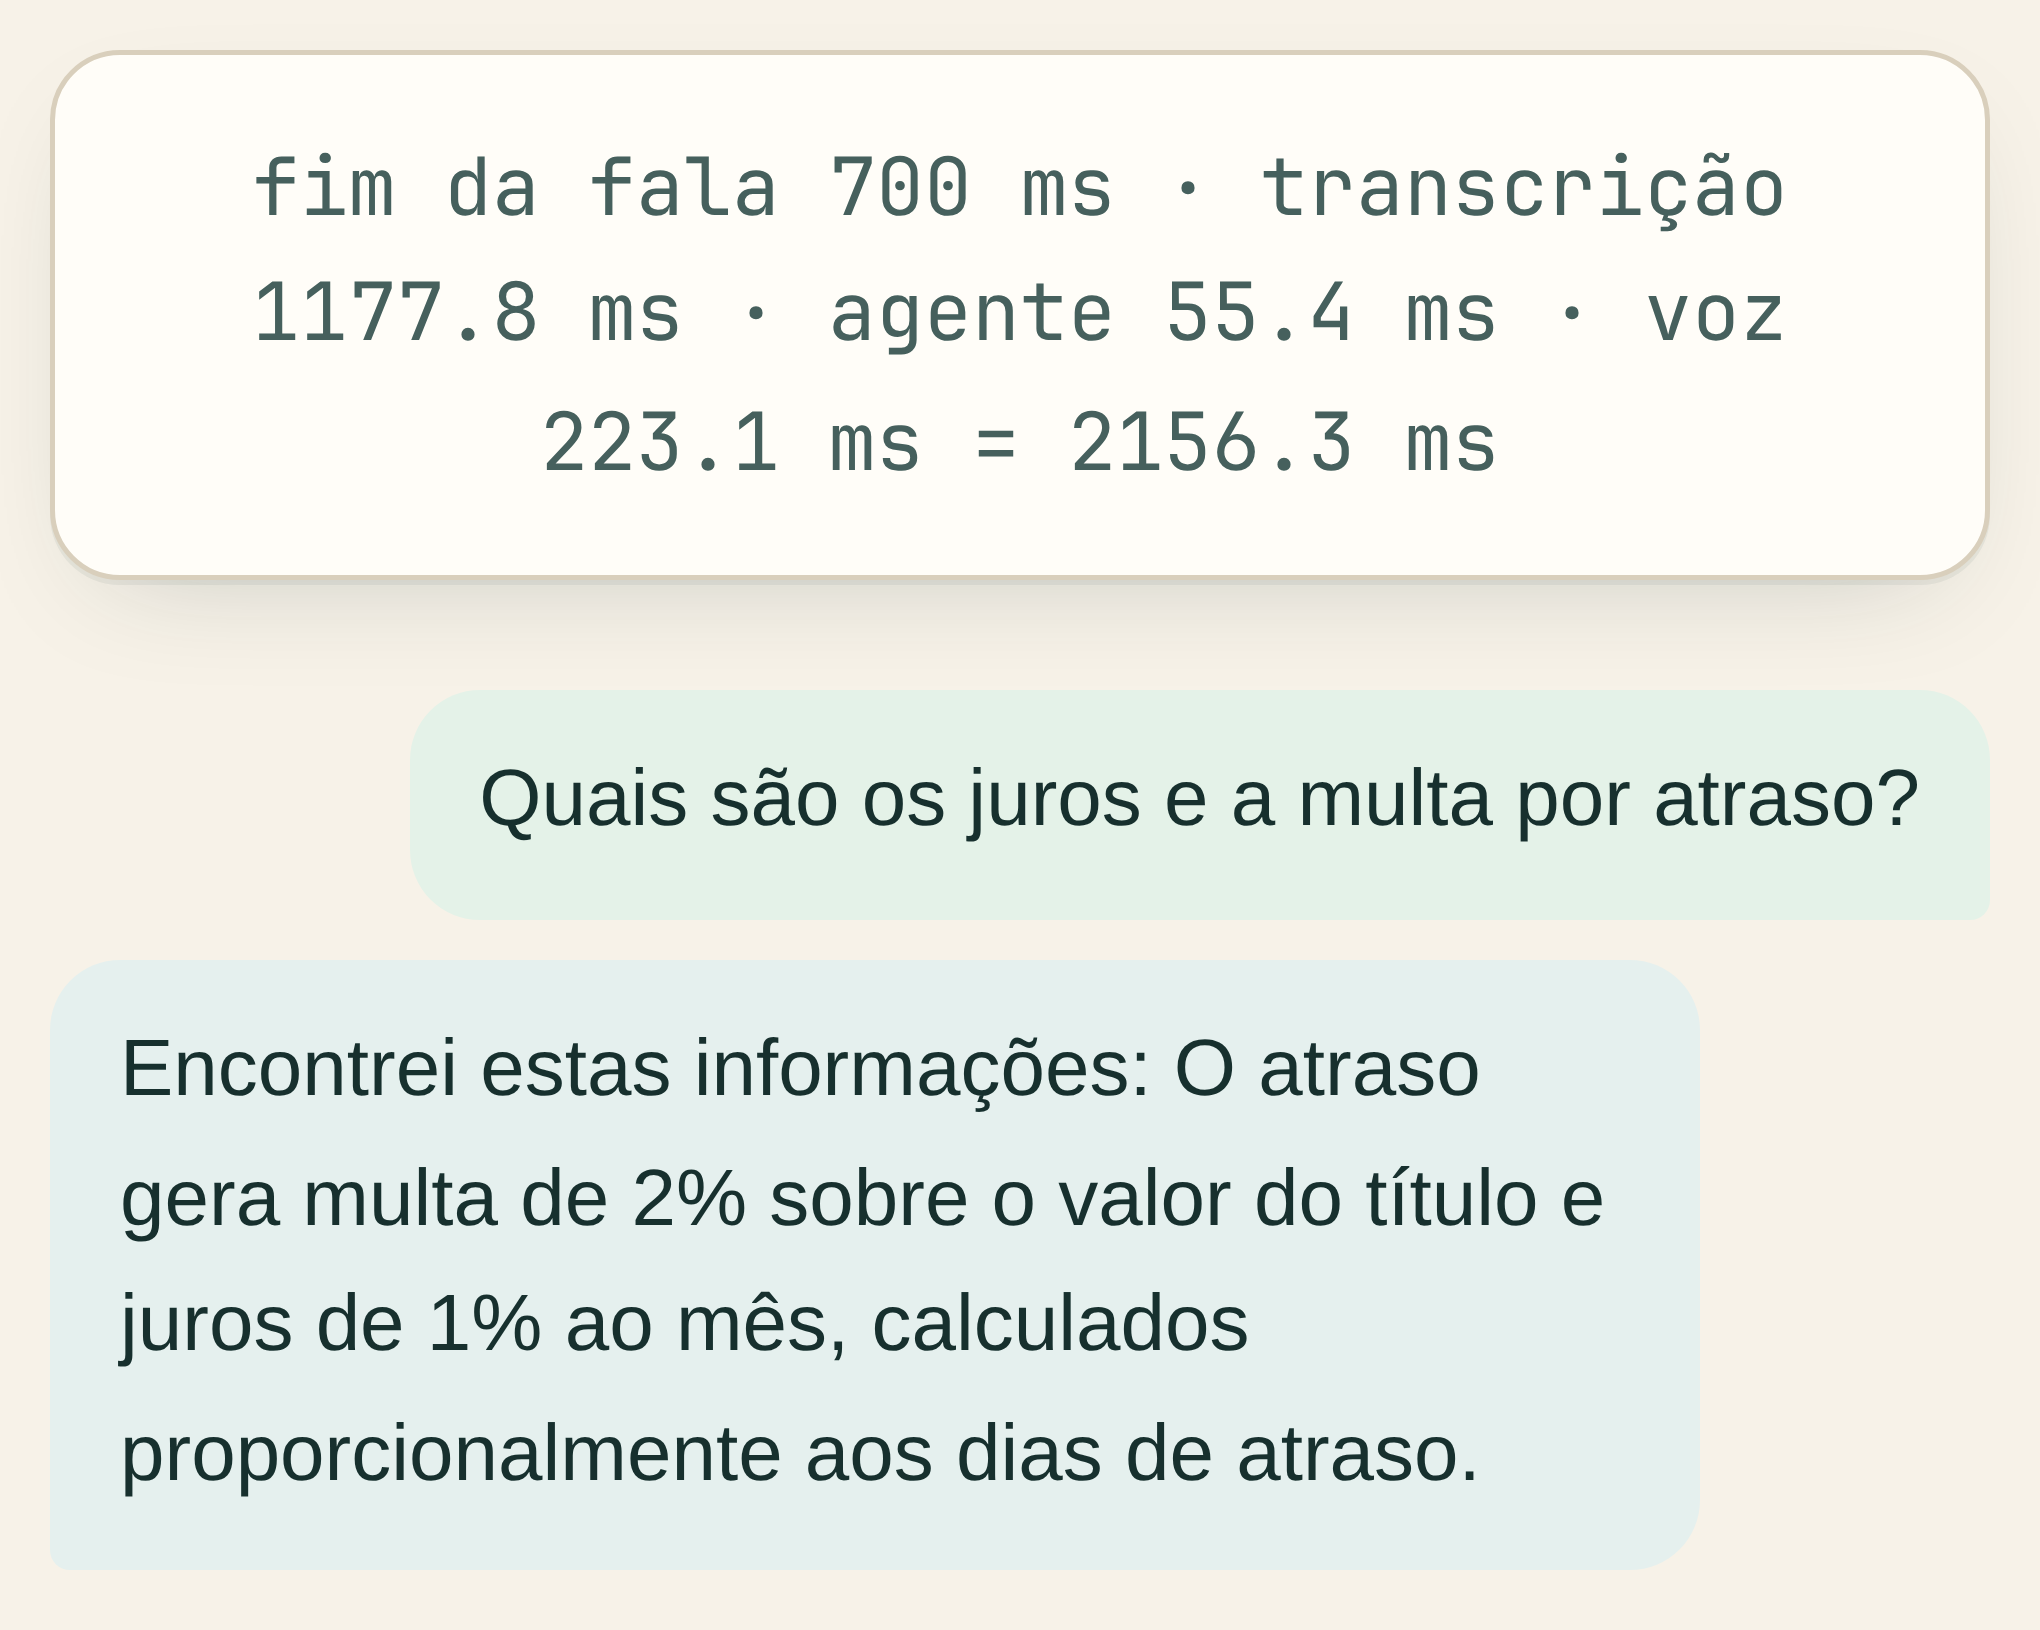 fim da fala 700 ms · transcrição
1177.8 ms · agente 55.4 ms · voz
223.1 ms = 2156.3 ms
Quais são os juros e a multa por atraso?
Encontrei estas informações: O atraso
gera multa de 2% sobre o valor do título e
juros de 1% ao mês, calculados
proporcionalmente aos dias de atraso.